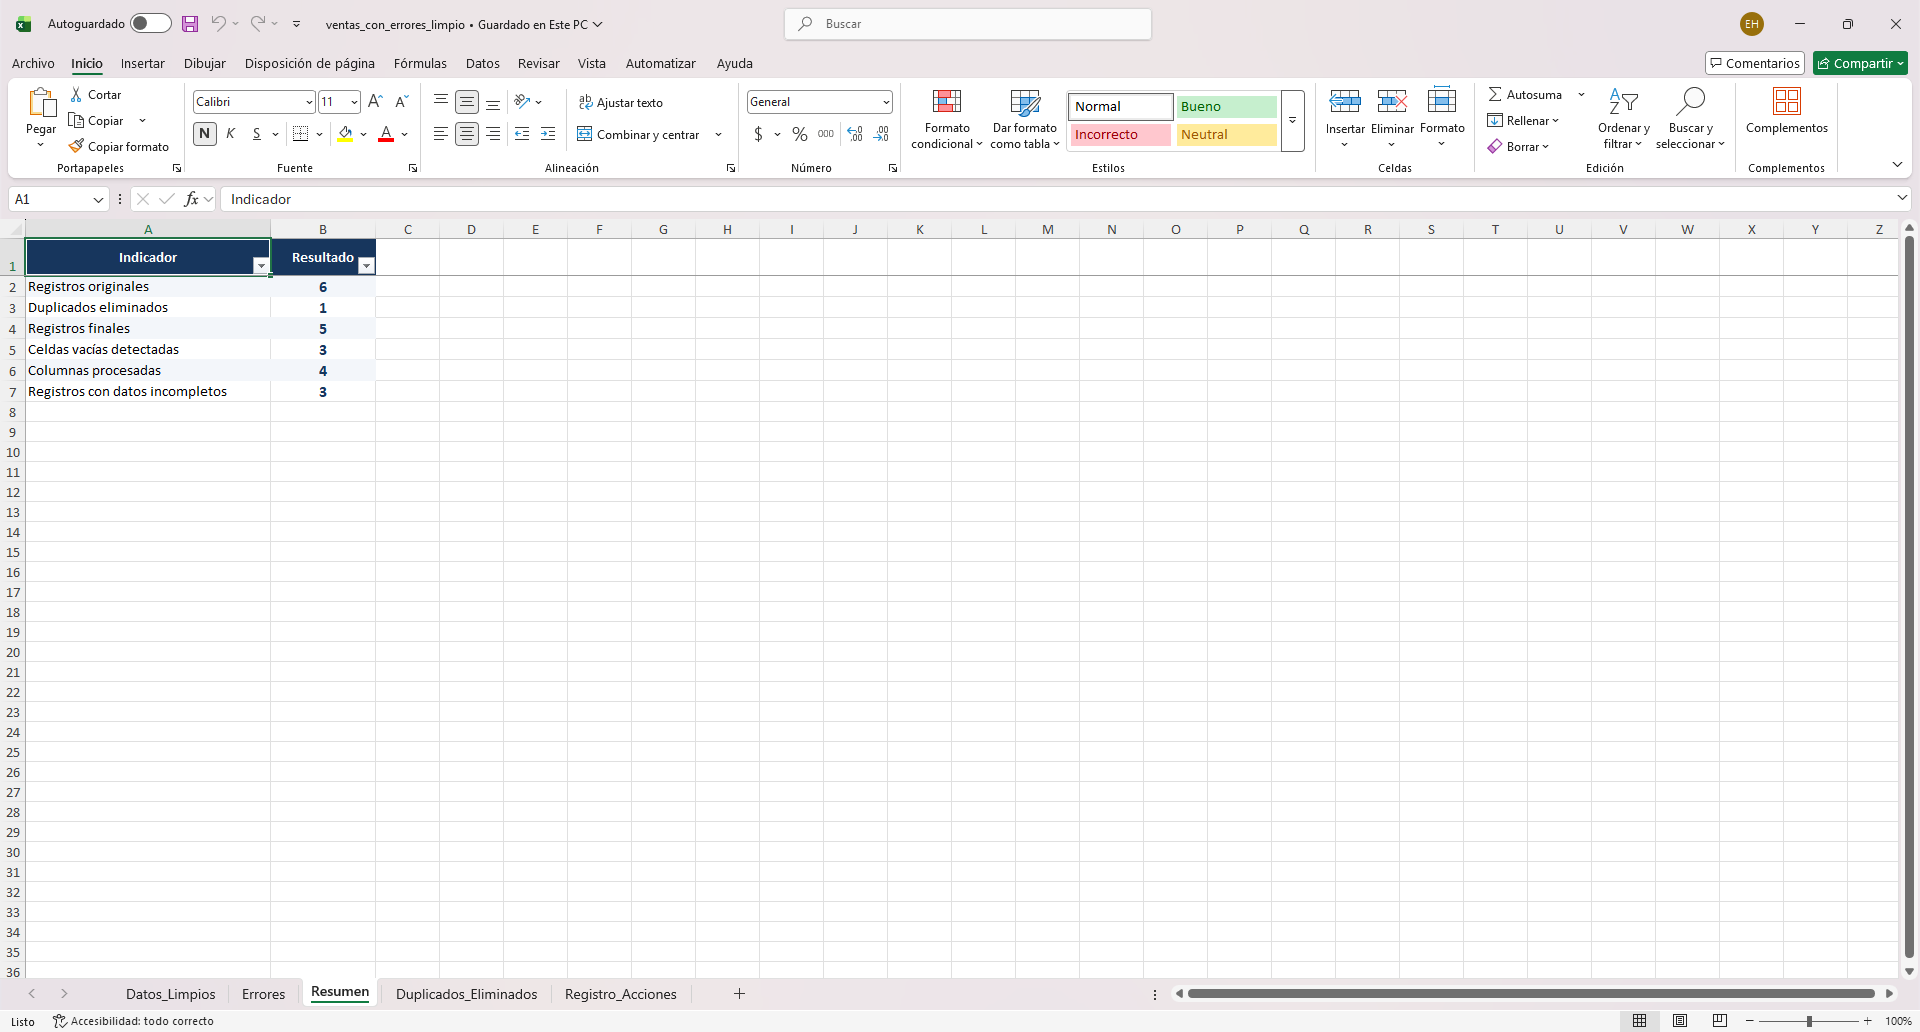 Autoguardado
ventas_con_errores_limpio • Guardado en Este PC
Buscar
EH
Archivo Inicio Insertar Dibujar Disposición de página Fórmulas Datos Revisar Vista Automatizar Ayuda
Comentarios Compartir
Pegar
Cortar
Copiar
Copiar formato
Portapapeles
Calibri 11
N K S
Fuente
Ajustar texto
Combinar y centrar
Alineación
General
$ % 000
Número
Formato condicional
Dar formato como tabla
Normal Bueno
Incorrecto Neutral
Estilos
Insertar Eliminar Formato
Celdas
Autosuma
Rellenar
Borrar
Ordenar y filtrar
Buscar y seleccionar
Edición
Complementos
Complementos
A1 fx Indicador
A B C D E F G H I J K L M N O P Q R S T U V W X Y Z
1 Indicador Resultado
2 Registros originales 6
3 Duplicados eliminados 1
4 Registros finales 5
5 Celdas vacías detectadas 3
6 Columnas procesadas 4
7 Registros con datos incompletos 3
8
9
10
11
12
13
14
15
16
17
18
19
20
21
22
23
24
25
26
27
28
29
30
31
32
33
34
35
36
Datos_Limpios Errores Resumen Duplicados_Eliminados Registro_Acciones
Listo Accesibilidad: todo correcto 100%